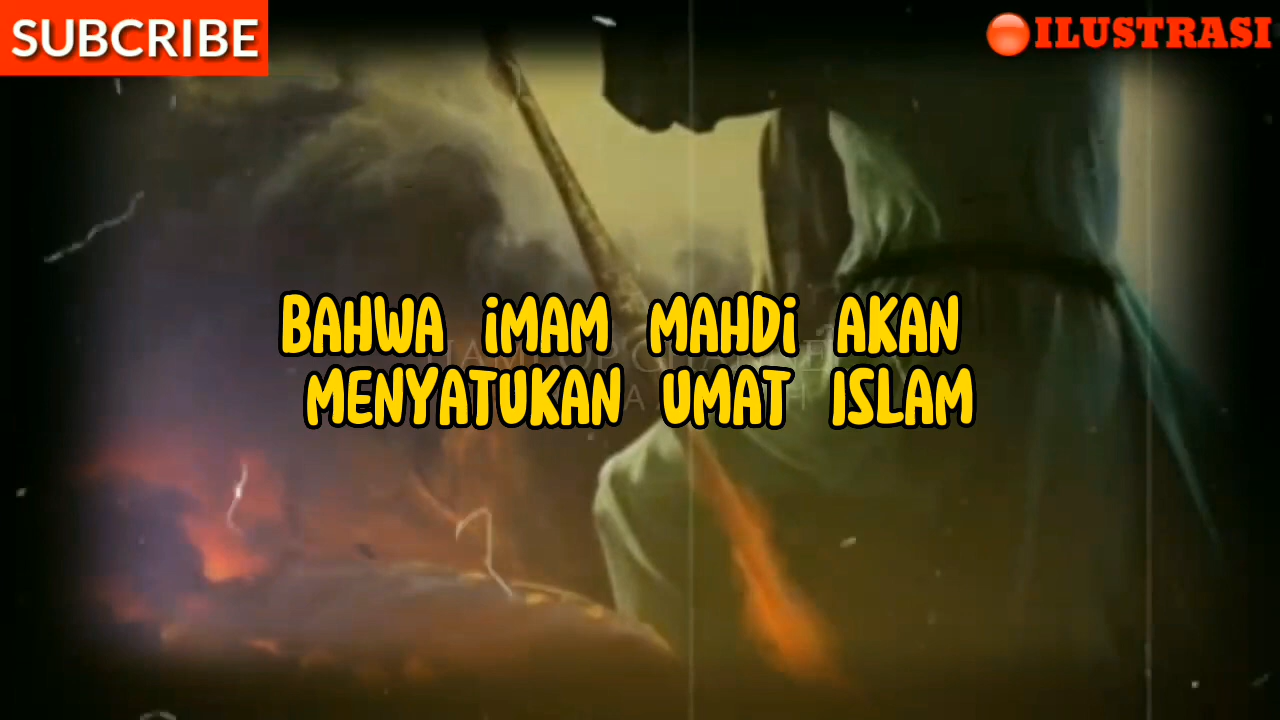 SUBCRIBE
🔴ILUSTRASI
BAHWA iMAM MAHDi AKAN
MENYATUKAN UMAT ISLAM